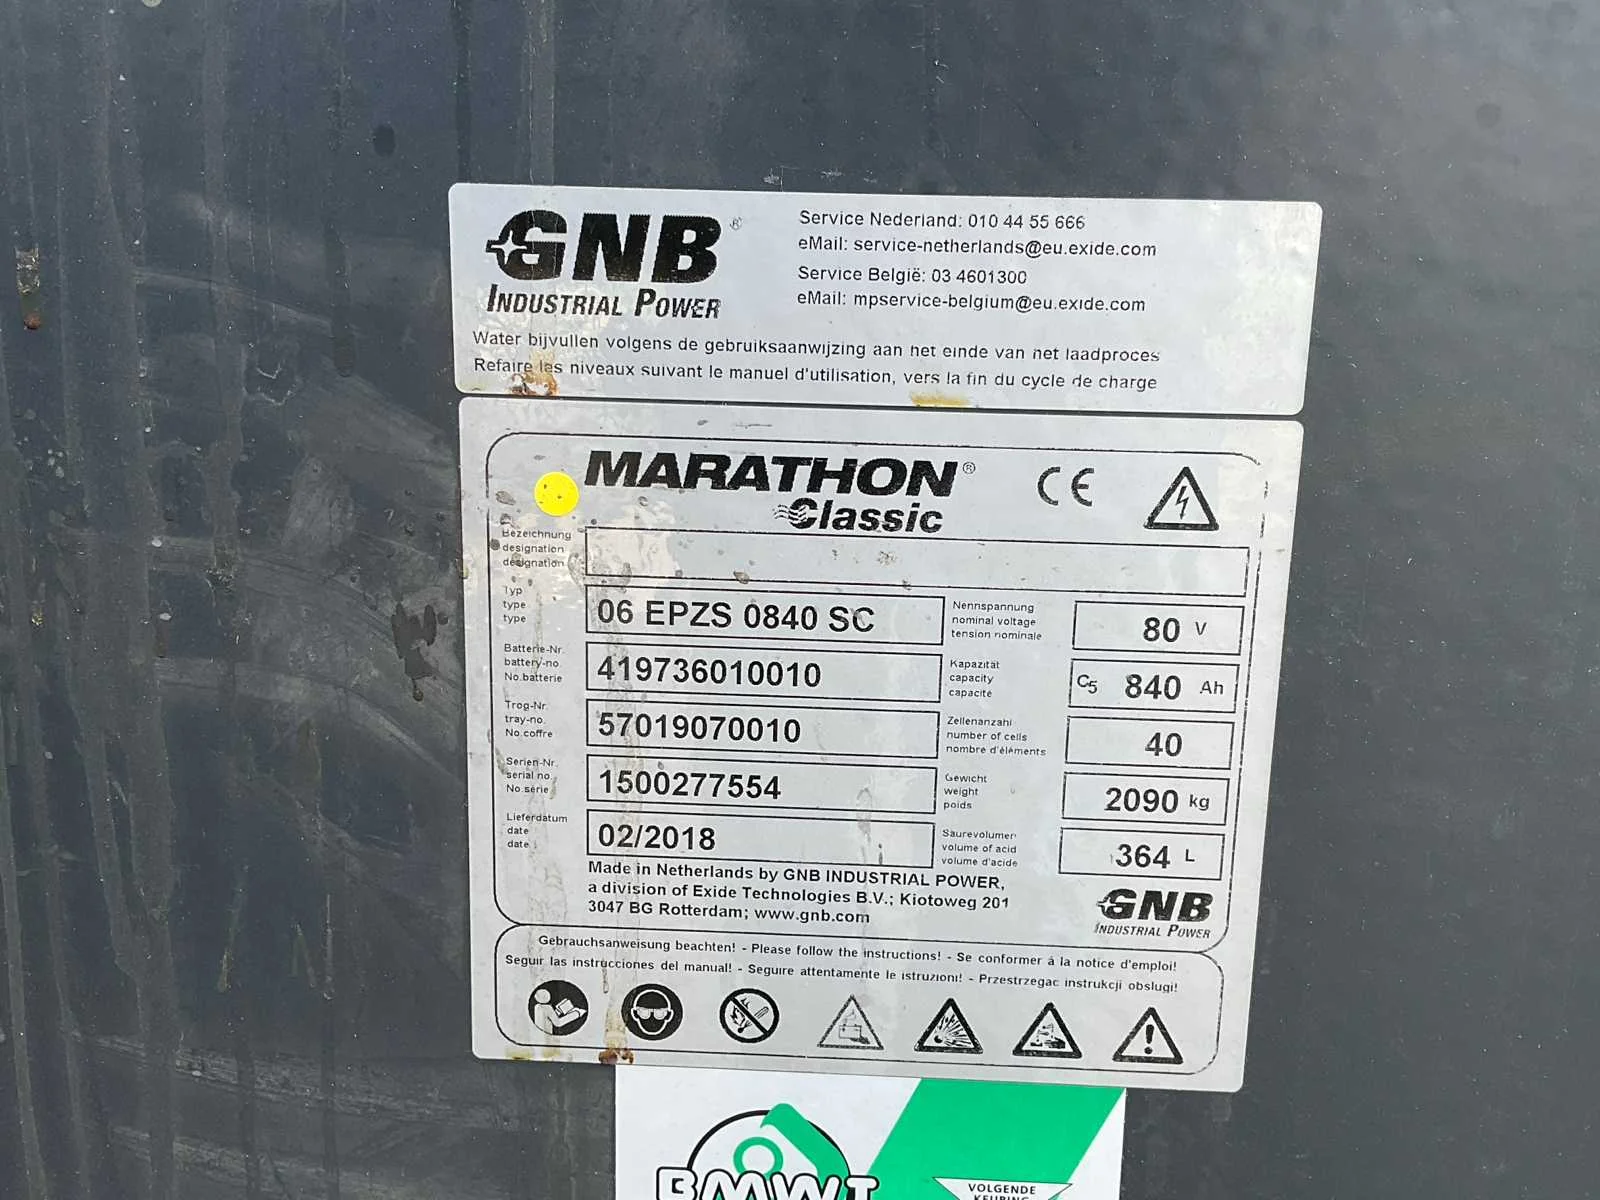 GNB®
INDUSTRIAL POWER
Service Nederland: 010 44 55 666
eMail: service-netherlands@eu.exide.com
Service België: 03 4601300
eMail: mpservice-belgium@eu.exide.com
Water bijvullen volgens de gebruiksaanwijzing aan het einde van het laadproces
Refaire les niveaux suivant le manuel d'utilisation, vers la fin du cycle de charge
MARATHON®
Classic
CE
Bezeichnung
designation
désignation
Typ
type
type
06 EPZS 0840 SC
Nennspannung
nominal voltage
tension nominale
80 V
Batterie-Nr.
battery-no.
No.batterie
419736010010
Kapazität
capacity
capacité
C5 840 Ah
Trog-Nr.
tray-no.
No.coffre
57019070010
Zellenanzahl
number of cells
nombre d'éléments
40
Serien-Nr.
serial no.
No.série
1500277554
Gewicht
weight
poids
2090 kg
Lieferdatum
date
date
02/2018
Säurevolumen
volume of acid
volume d'acide
364 L
Made in Netherlands by GNB INDUSTRIAL POWER,
a division of Exide Technologies B.V.; Kiotoweg 201
3047 BG Rotterdam; www.gnb.com
GNB
INDUSTRIAL POWER
Gebrauchsanweisung beachten! - Please follow the instructions! - Se conformer à la notice d'emploi!
Seguir las instrucciones del manual! - Seguire attentamente le istruzioni! - Przestrzegac instrukcji obslugi!
BMWT
VOLGENDE
KEURING